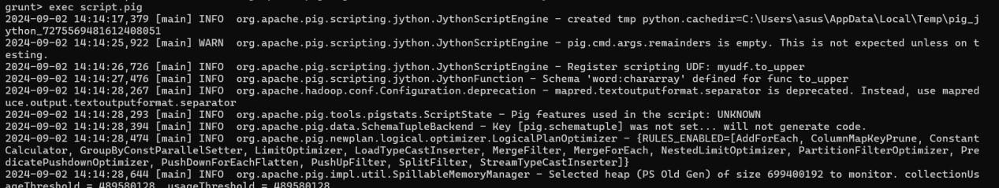 grunt> exec script.pig
2024-09-02 14:14:17,379 [main] INFO  org.apache.pig.scripting.jython.JythonScriptEngine - created tmp python.cachedir=C:\Users\asus\AppData\Local\Temp\pig_j
ython_7275569481612408051
2024-09-02 14:14:25,922 [main] WARN  org.apache.pig.scripting.jython.JythonScriptEngine - pig.cmd.args.remainders is empty. This is not expected unless on t
esting.
2024-09-02 14:14:26,726 [main] INFO  org.apache.pig.scripting.jython.JythonScriptEngine - Register scripting UDF: myudf.to_upper
2024-09-02 14:14:27,476 [main] INFO  org.apache.pig.scripting.jython.JythonFunction - Schema 'word:chararray' defined for func to_upper
2024-09-02 14:14:28,267 [main] INFO  org.apache.hadoop.conf.Configuration.deprecation - mapred.textoutputformat.separator is deprecated. Instead, use mapred
uce.output.textoutputformat.separator
2024-09-02 14:14:28,293 [main] INFO  org.apache.pig.tools.pigstats.ScriptState - Pig features used in the script: UNKNOWN
2024-09-02 14:14:28,394 [main] INFO  org.apache.pig.data.SchemaTupleBackend - Key [pig.schematuple] was not set... will not generate code.
2024-09-02 14:14:28,474 [main] INFO  org.apache.pig.newplan.logical.optimizer.LogicalPlanOptimizer - {RULES_ENABLED=[AddForEach, ColumnMapKeyPrune, Constant
Calculator, GroupByConstParallelSetter, LimitOptimizer, LoadTypeCastInserter, MergeFilter, MergeForEach, NestedLimitOptimizer, PartitionFilterOptimizer, Pre
dicatePushdownOptimizer, PushDownForEachFlatten, PushUpFilter, SplitFilter, StreamTypeCastInserter]}
2024-09-02 14:14:28,644 [main] INFO  org.apache.pig.impl.util.SpillableMemoryManager - Selected heap (PS Old Gen) of size 699400192 to monitor. collectionUs
ageThreshold = 489580128, usageThreshold = 489580128